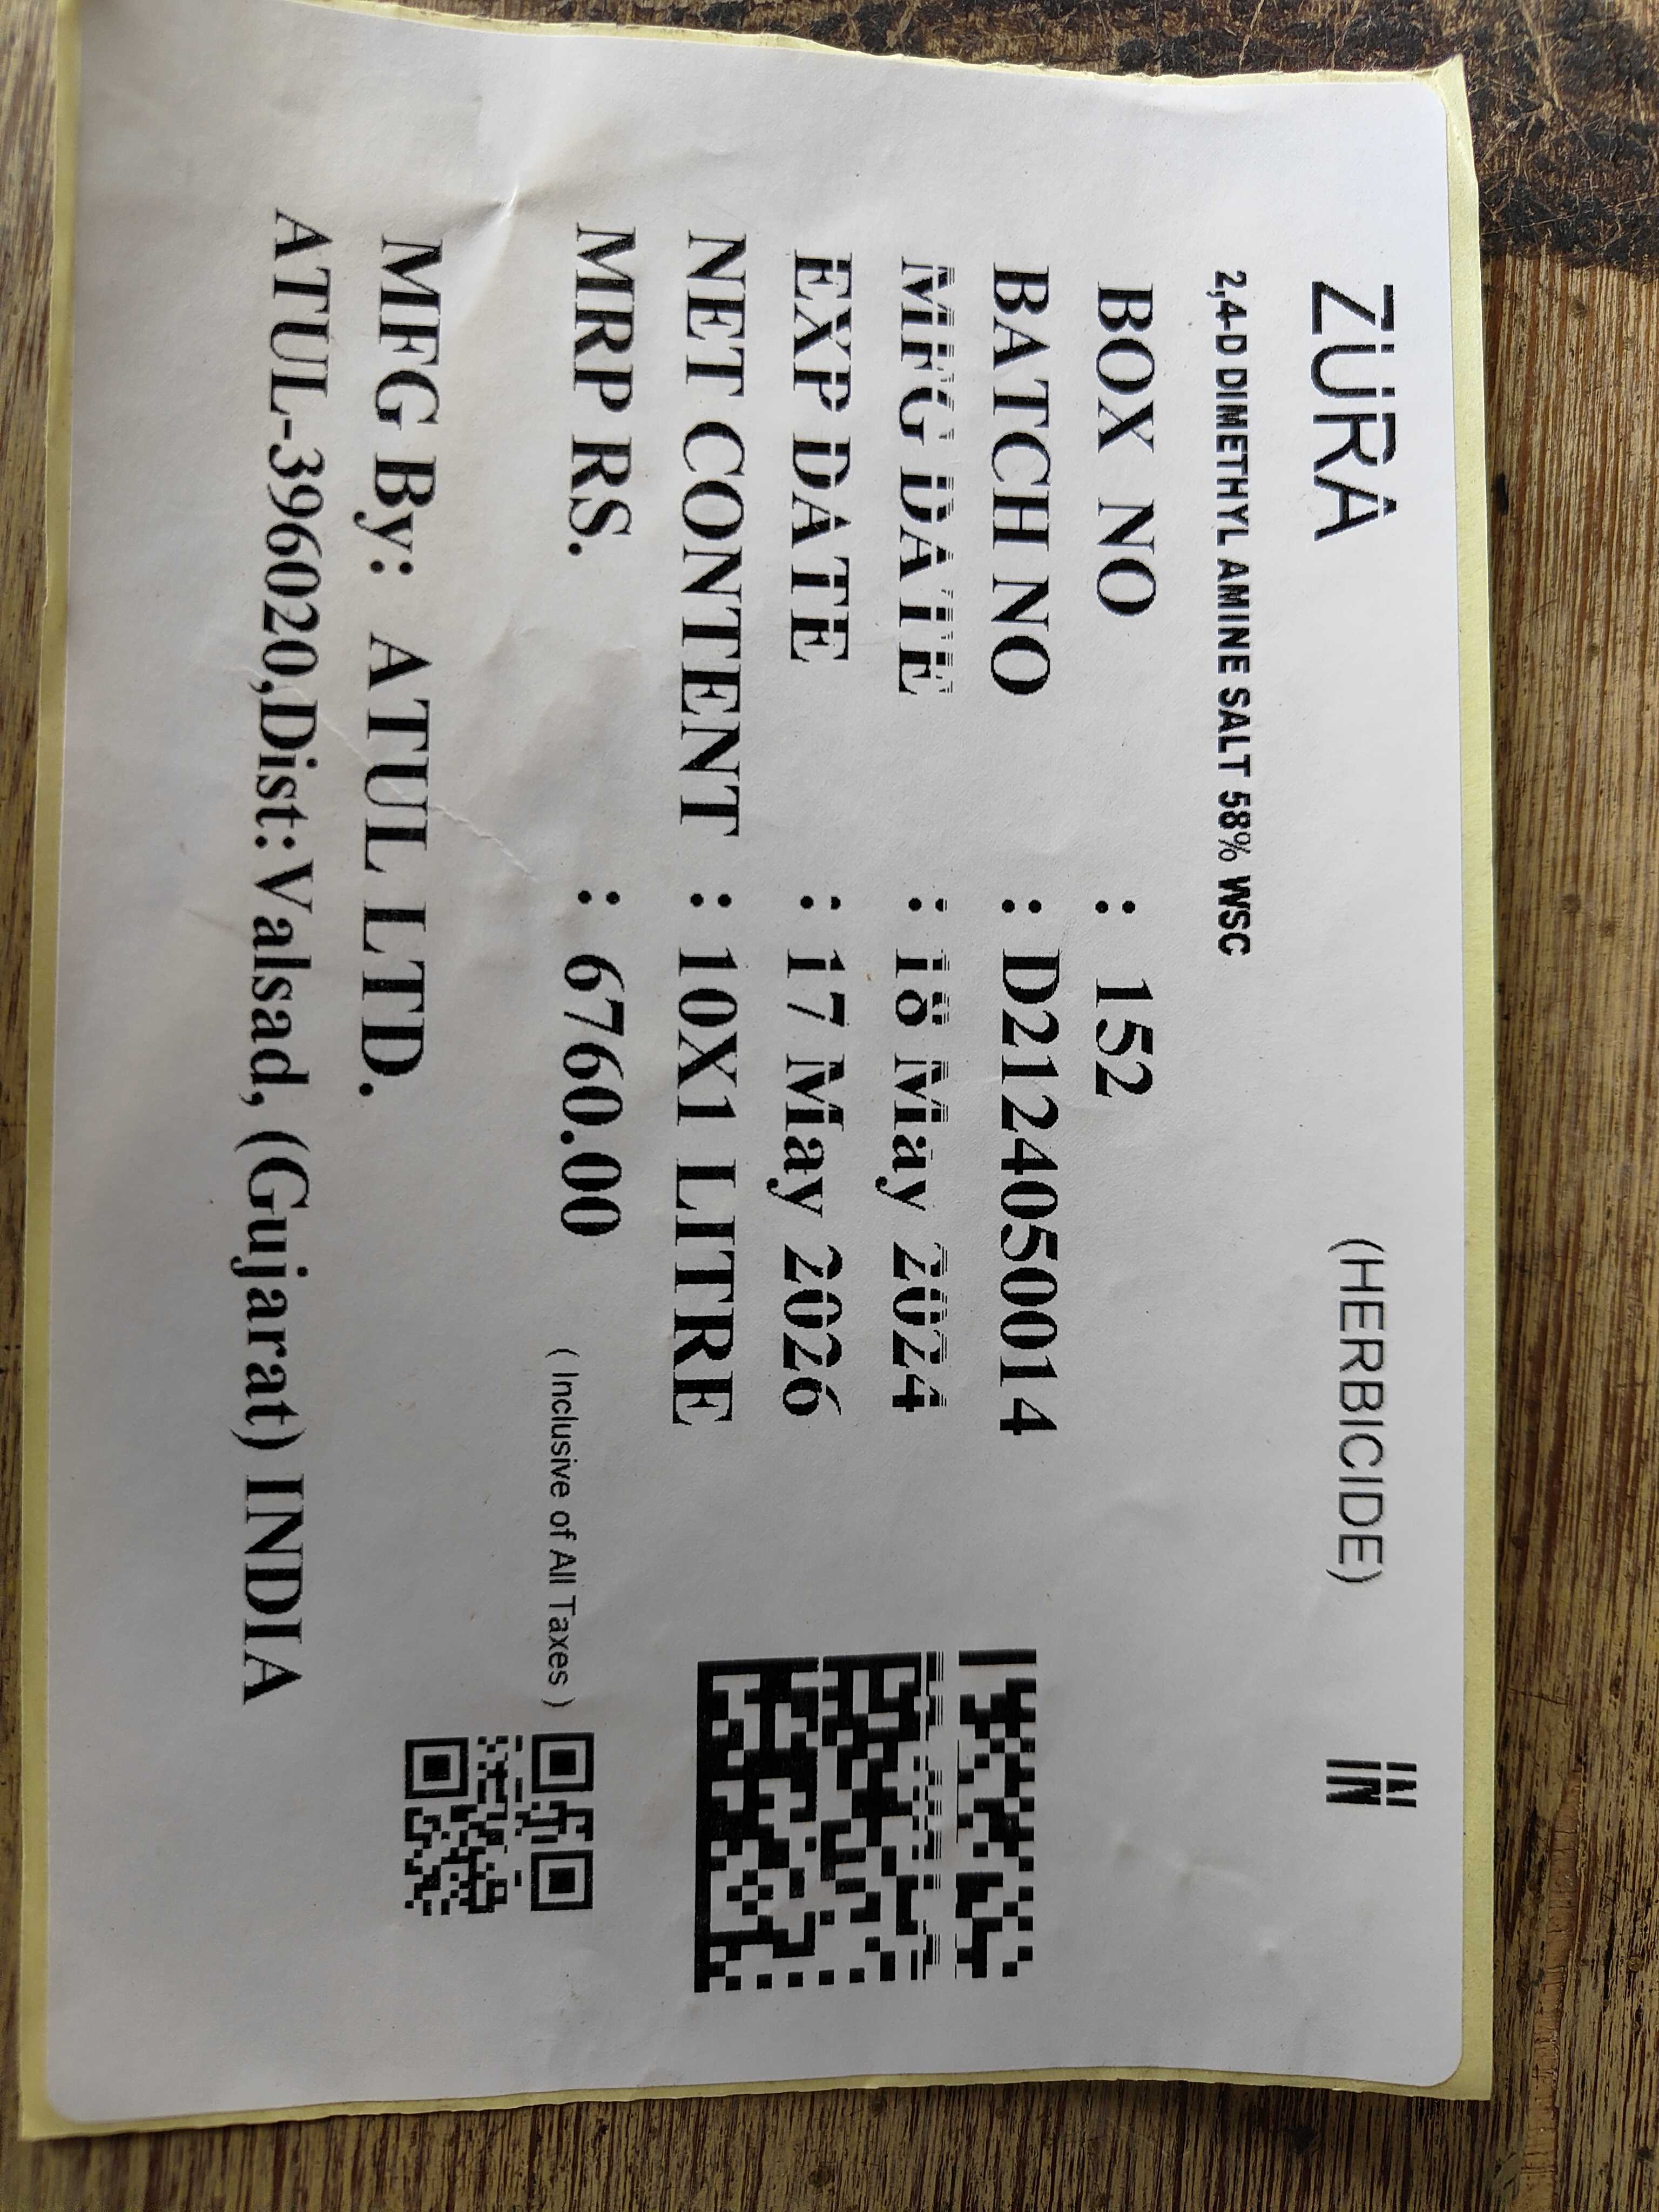 ZURA (HERBICIDE) IN
2,4-D DIMETHYL AMINE SALT 58% WSC
BOX NO : 152
BATCH NO : D2124050014
MFG DATE : 18 May 2024
EXP DATE : 17 May 2026
NET CONTENT : 10X1 LITRE
MRP RS. : 6760.00 ( Inclusive of All Taxes )
MFG By: ATUL LTD.
ATUL-396020,Dist:Valsad, (Gujarat) INDIA